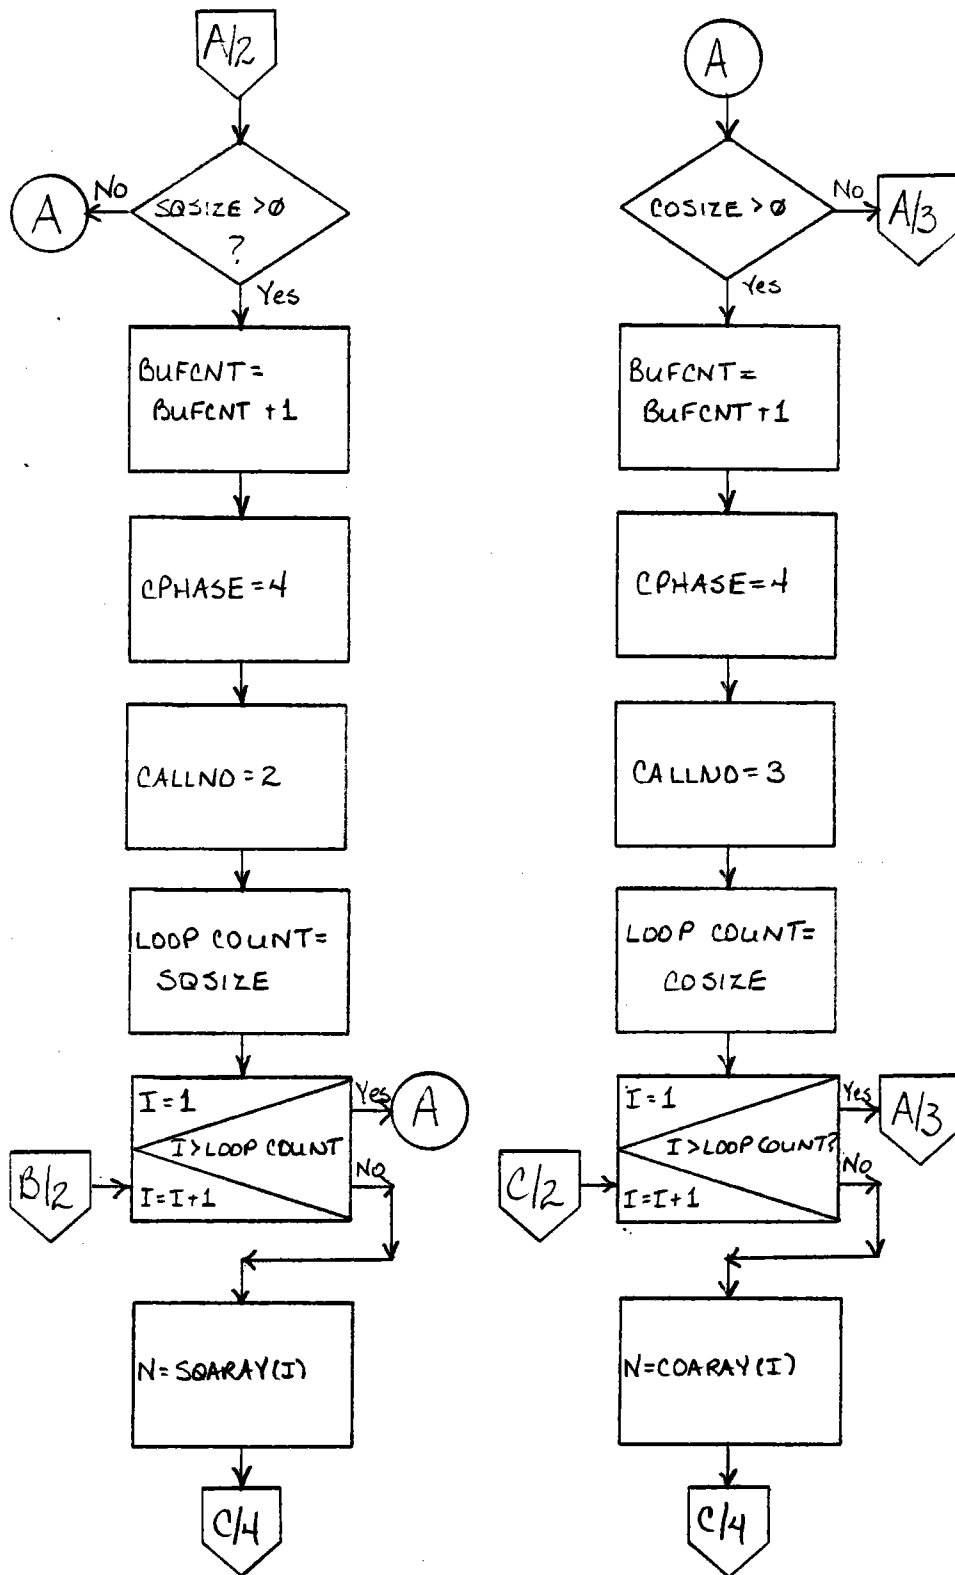 A/2
SQSIZE >0
?
No
A
Yes
BUFCNT =
BUFCNT +1
CPHASE = 4
CALLNO = 2
LOOP COUNT =
SQSIZE
I=1
I>LOOP COUNT
I=I+1
Yes
A
No
B/2
N=SQARAY(I)
C/4
A
COSIZE >0
No
A/3
Yes
BUFCNT =
BUFCNT +1
CPHASE = 4
CALLNO = 3
LOOP COUNT =
COSIZE
I=1
I>LOOP COUNT?
I=I+1
Yes
A/3
No
C/2
N=COARAY(I)
C/4